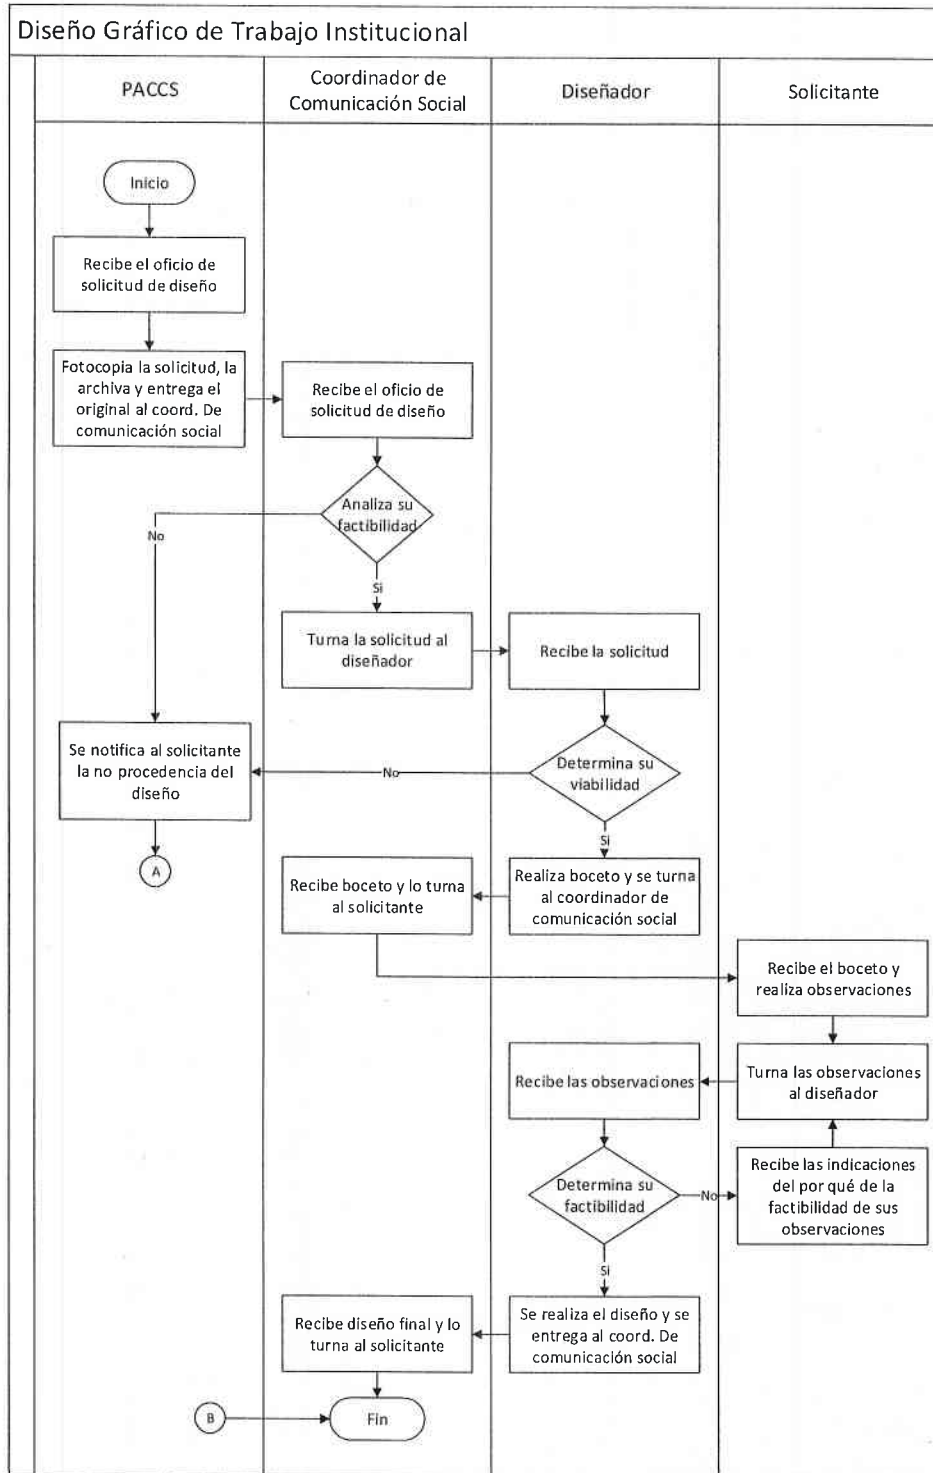 Diseño Gráfico de Trabajo Institucional
PACCS
Coordinador de
Comunicación Social
Diseñador
Solicitante
Inicio
Recibe el oficio de
solicitud de diseño
Fotocopia la solicitud, la
archiva y entrega el
original al coord. De
comunicación social
Recibe el oficio de
solicitud de diseño
Analiza su
factibilidad
No
Si
Turna la solicitud al
diseñador
Recibe la solicitud
Determina su
viabilidad
No
Se notifica al solicitante
la no procedencia del
diseño
A
Si
Realiza boceto y se turna
al coordinador de
comunicación social
Recibe boceto y lo turna
al solicitante
Recibe el boceto y
realiza observaciones
Turna las observaciones
al diseñador
Recibe las observaciones
Determina su
factibilidad
No
Recibe las indicaciones
del por qué de la
factibilidad de sus
observaciones
Si
Se realiza el diseño y se
entrega al coord. De
comunicación social
Recibe diseño final y lo
turna al solicitante
B
Fin